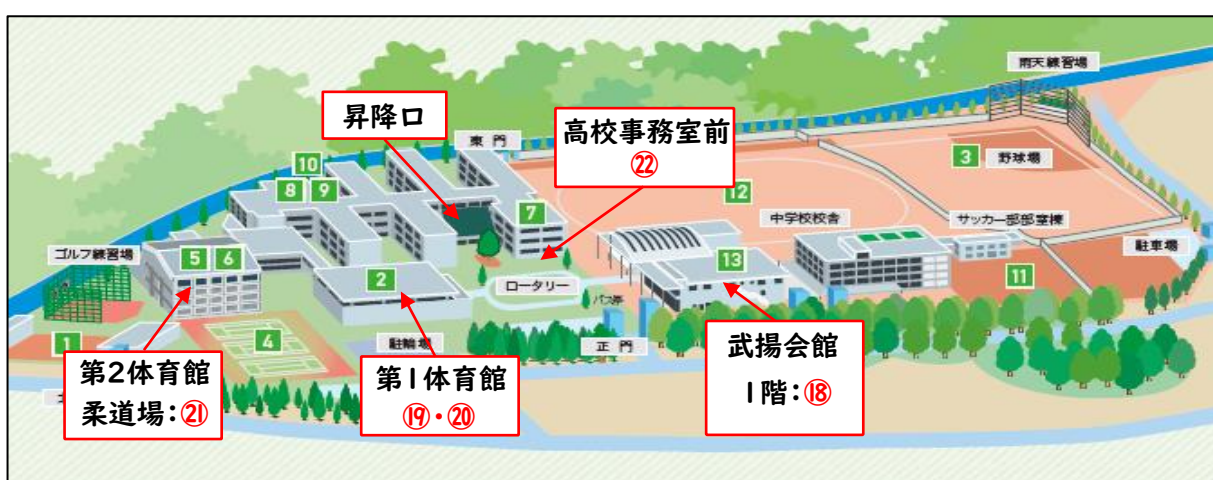 雨天練習場
昇降口
東門
高校事務室前
㉒
10
8
9
3
野球場
12
7
中学校校舎
サッカー部部室棟
駐車場
ゴルフ練習場
5
6
2
13
11
ロータリー
バス亭
1
4
駐輪場
正門
第2体育館
柔道場:㉑
第1体育館
⑲・⑳
武揚会館
1階:⑱